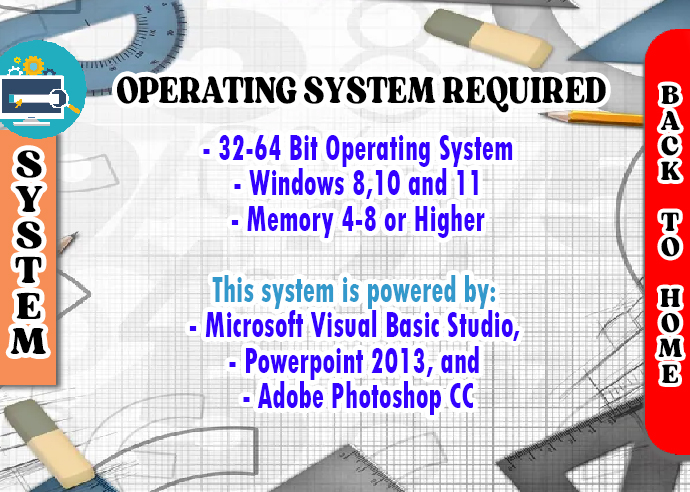 OPERATING SYSTEM REQUIRED
- 32-64 Bit Operating System
- Windows 8,10 and 11
- Memory 4-8 or Higher
This system is powered by:
- Microsoft Visual Basic Studio,
- Powerpoint 2013, and
- Adobe Photoshop CC
SYSTEM
BACK TO HOME